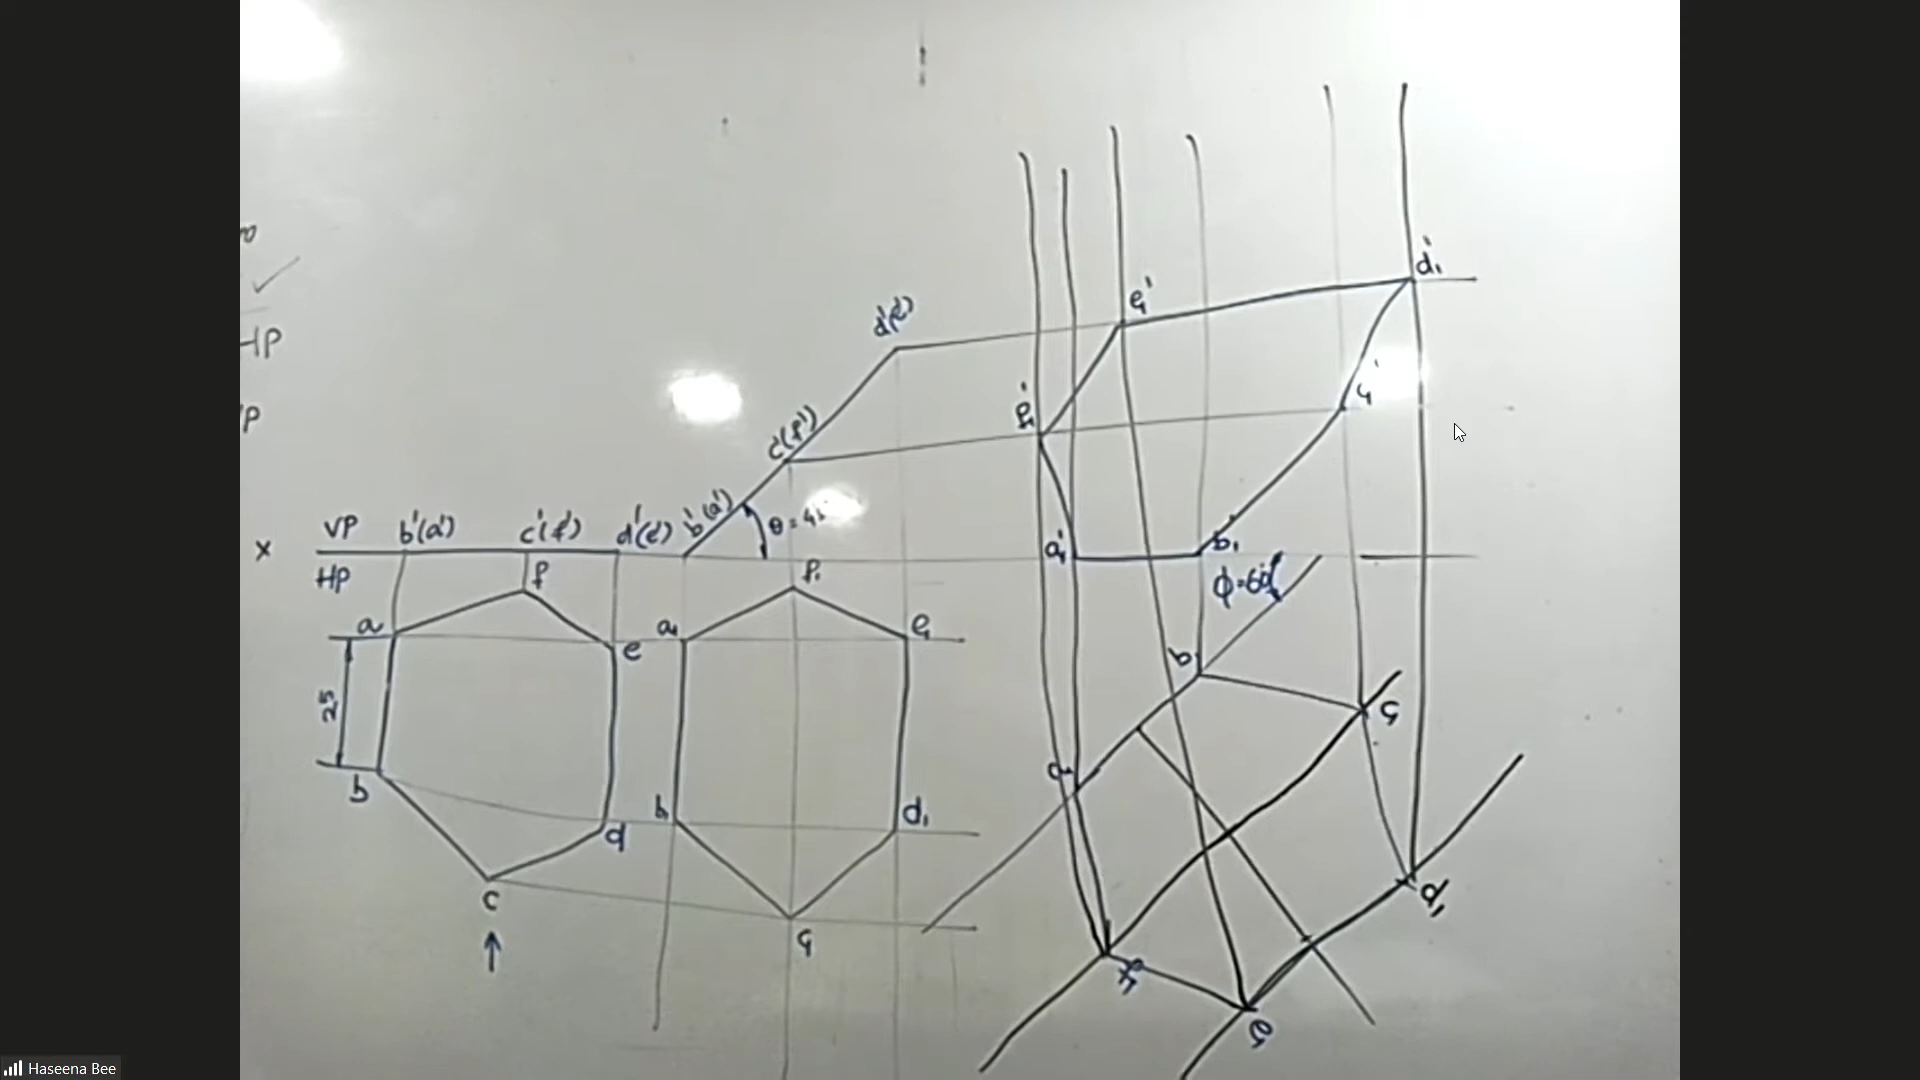 HP
P
d'(e')
d₁'
e₁'
c'(f')
c₁'
f₁'
X
VP
b'(a')
c'(f')
d'(e')
b'(a')
θ = 45
a₁'
b₁'
HP
f
f₁
ϕ=60°
a
e
a₁
e₁
b₁
c₁
25
a₁
b
d
b₁
d₁
d₁
c
c₁
f₁
e₁
Haseena Bee